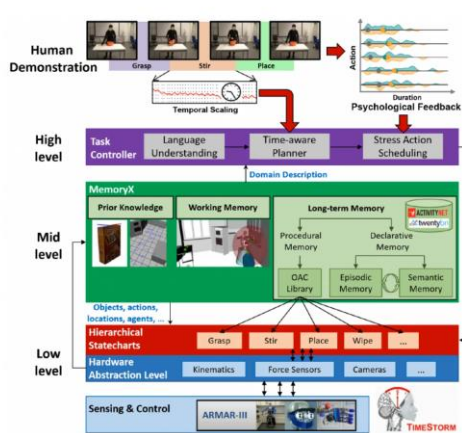 Human
Demonstration
Grasp
Stir
Place
Temporal Scaling
Action
Duration
Psychological Feedback
High
level
Task
Controller
Language
Understanding
Time-aware
Planner
Stress Action
Scheduling
Domain Description
MemoryX
Mid
level
Prior Knowledge
Working Memory
Long-term Memory
ACTIVITYNET
twentybn
Procedural
Memory
Declarative
Memory
OAC
Library
Episodic
Memory
Semantic
Memory
Objects, actions,
locations, agents, ...
Low
level
Hierarchical
Statecharts
Grasp
Stir
Place
Wipe
...
Hardware
Abstraction Level
Kinematics
Force Sensors
Cameras
...
Sensing & Control
ARMAR-III
TIMESTORM